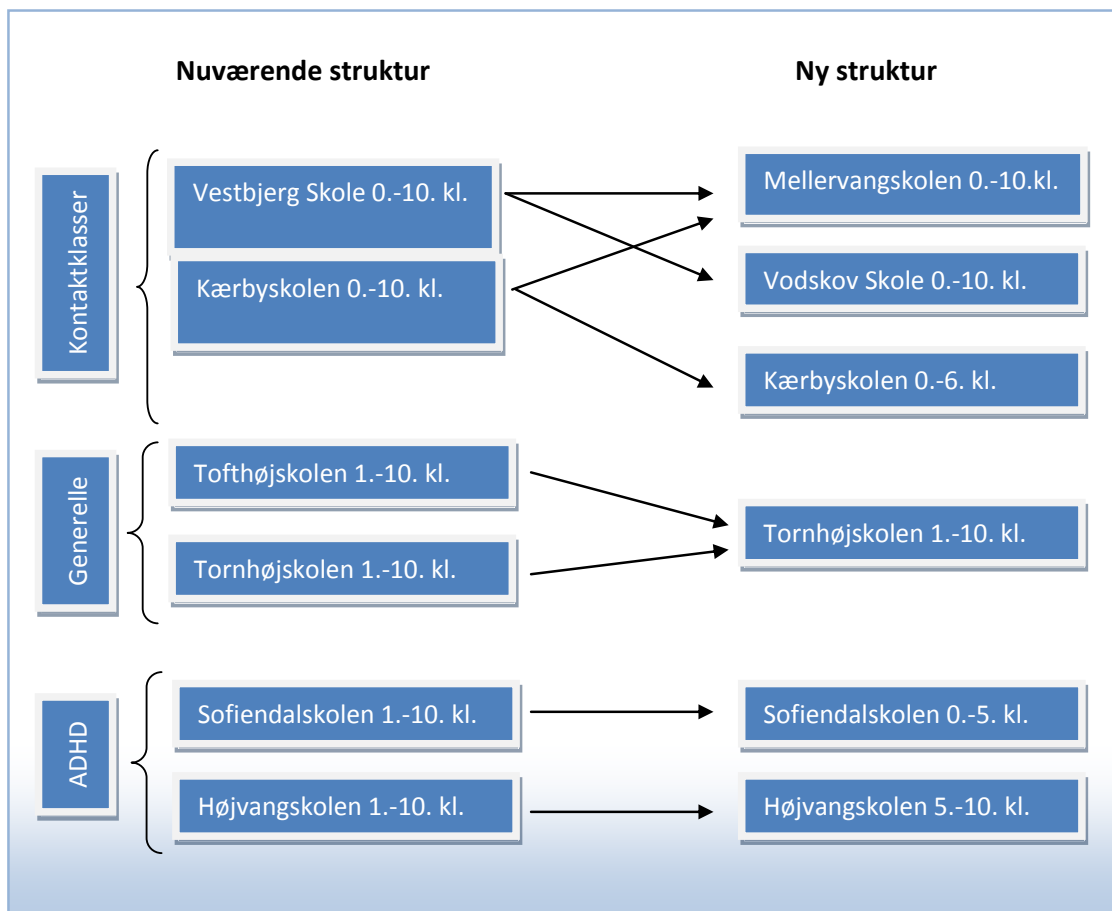 Nuværende struktur
Ny struktur
Kontaktklasser
Vestbjerg Skole 0.-10. kl.
Kærbyskolen 0.-10. kl.
Mellervangskolen 0.-10.kl.
Vodskov Skole 0.-10. kl.
Kærbyskolen 0.-6. kl.
Generelle
Tofthøjskolen 1.-10. kl.
Tornhøjskolen 1.-10. kl.
Tornhøjskolen 1.-10. kl.
ADHD
Sofiendalskolen 1.-10. kl.
Højvangskolen 1.-10. kl.
Sofiendalskolen 0.-5. kl.
Højvangskolen 5.-10. kl.